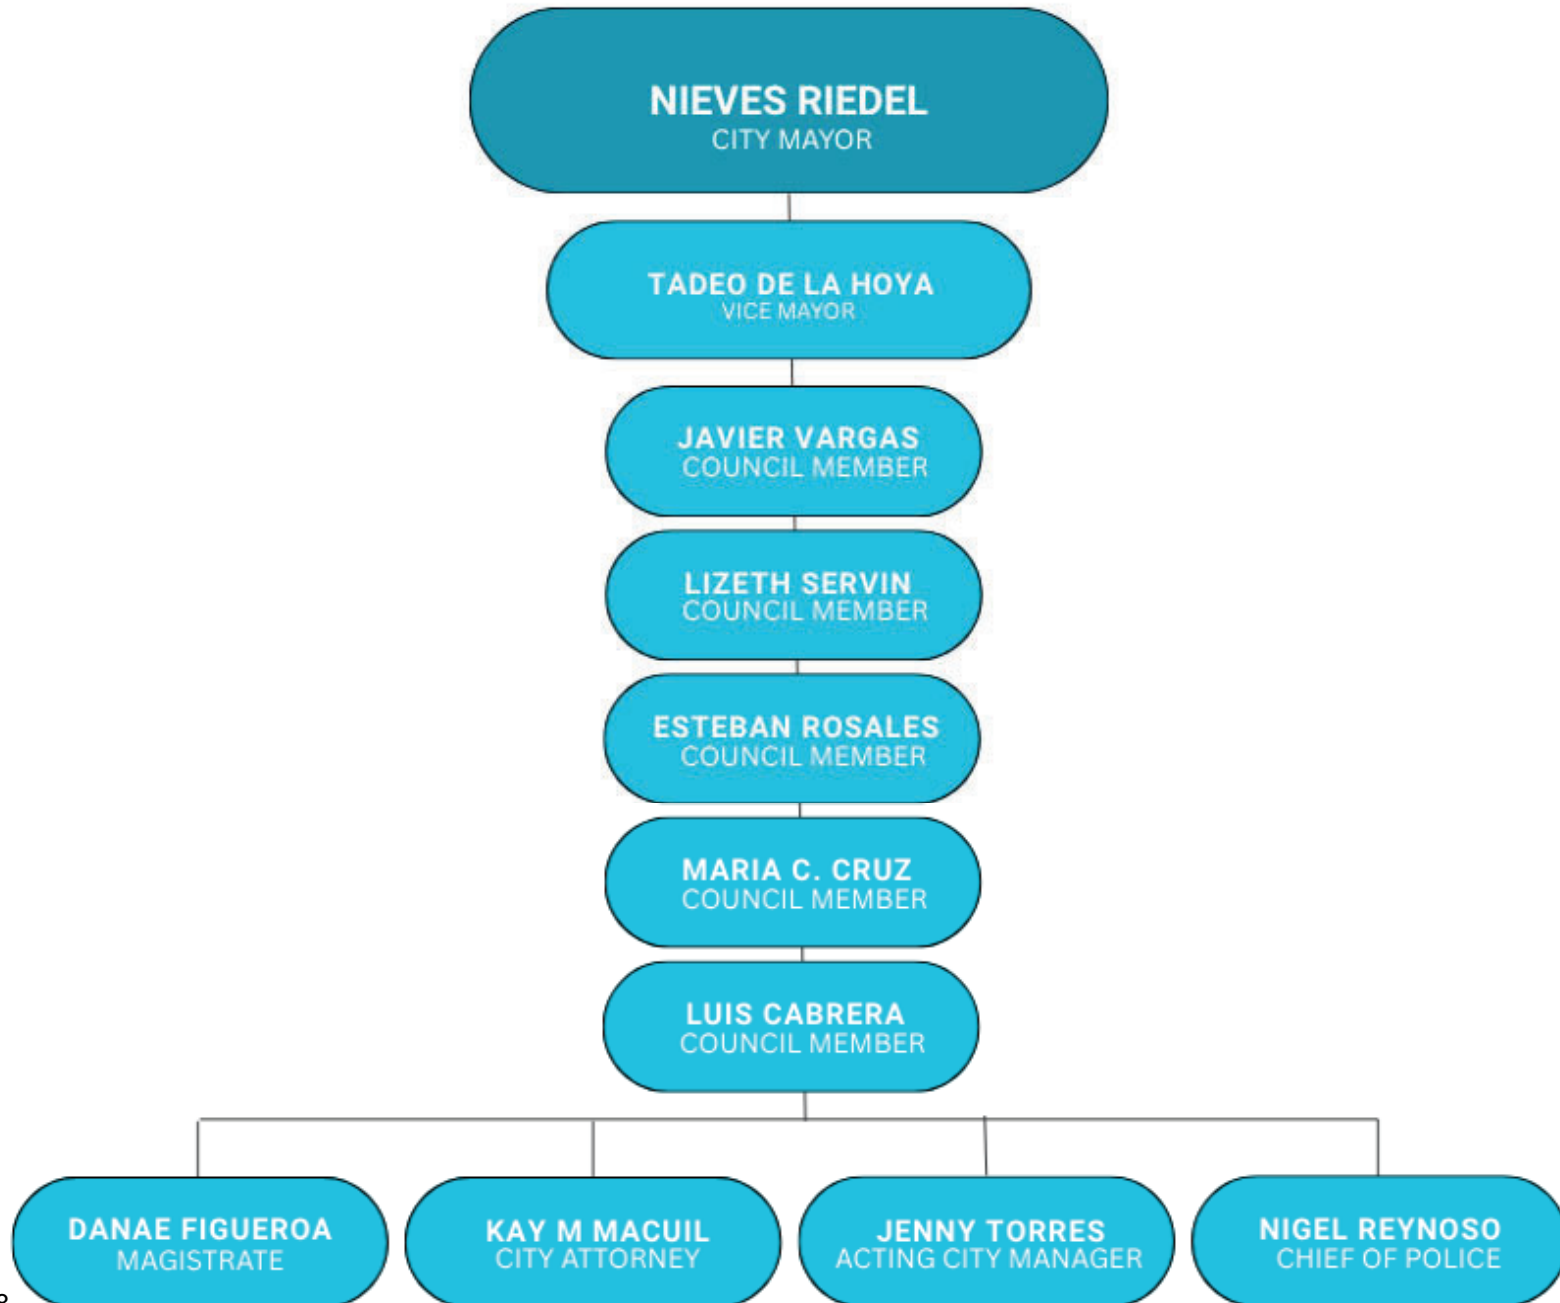 NIEVES RIEDEL
CITY MAYOR
TADEO DE LA HOYA
VICE MAYOR
JAVIER VARGAS
COUNCIL MEMBER
LIZETH SERVIN
COUNCIL MEMBER
ESTEBAN ROSALES
COUNCIL MEMBER
MARIA C. CRUZ
COUNCIL MEMBER
LUIS CABRERA
COUNCIL MEMBER
DANAE FIGUEROA
MAGISTRATE
KAY M MACUIL
CITY ATTORNEY
JENNY TORRES
ACTING CITY MANAGER
NIGEL REYNOSO
CHIEF OF POLICE